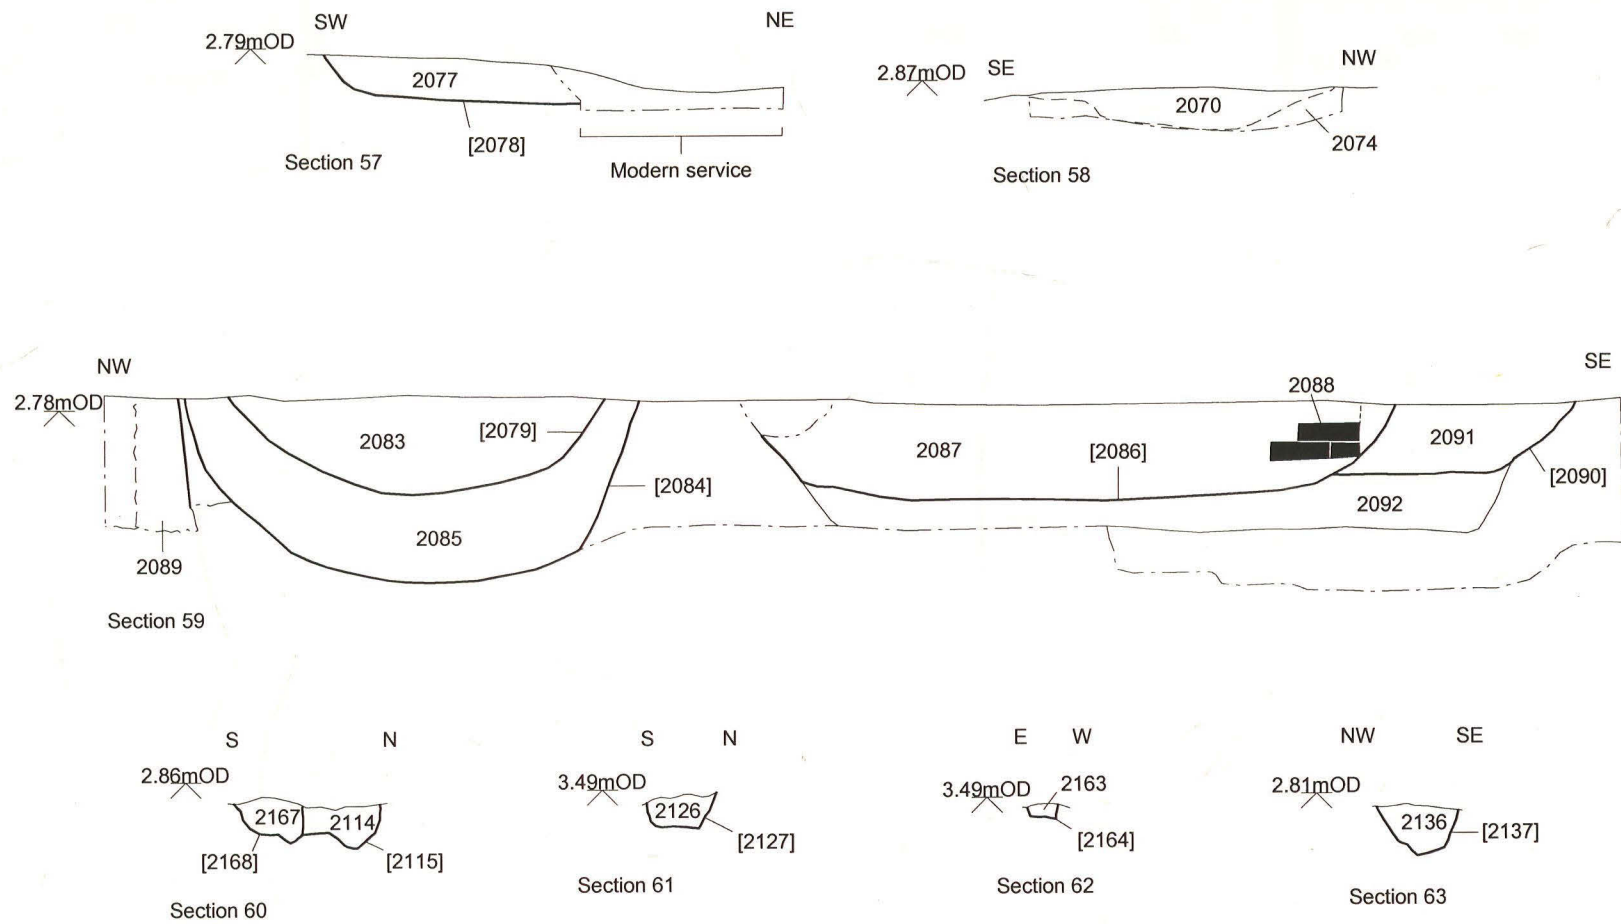 SW
NE
2.79mOD
2077
[2078]
Section 57
Modern service
2.87mOD
SE
NW
2070
2074
Section 58
NW
SE
2.78mOD
2088
2083
[2079]
2087
[2086]
2091
[2084]
[2090]
2092
2085
2089
Section 59
S
N
2.86mOD
2167
2114
[2168]
[2115]
Section 60
S
N
3.49mOD
2126
[2127]
Section 61
E
W
3.49mOD
2163
[2164]
Section 62
NW
SE
2.81mOD
2136
[2137]
Section 63